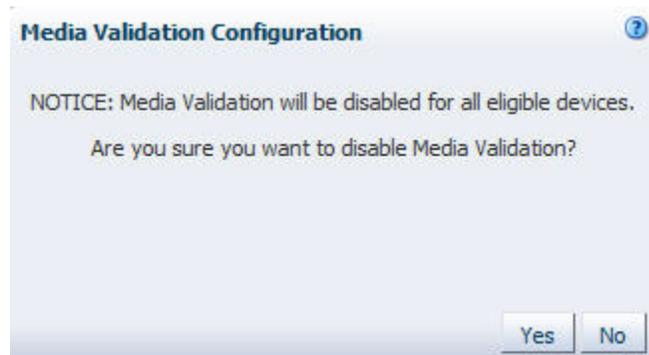 Media Validation Configuration
?
NOTICE: Media Validation will be disabled for all eligible devices.
Are you sure you want to disable Media Validation?
Yes
No